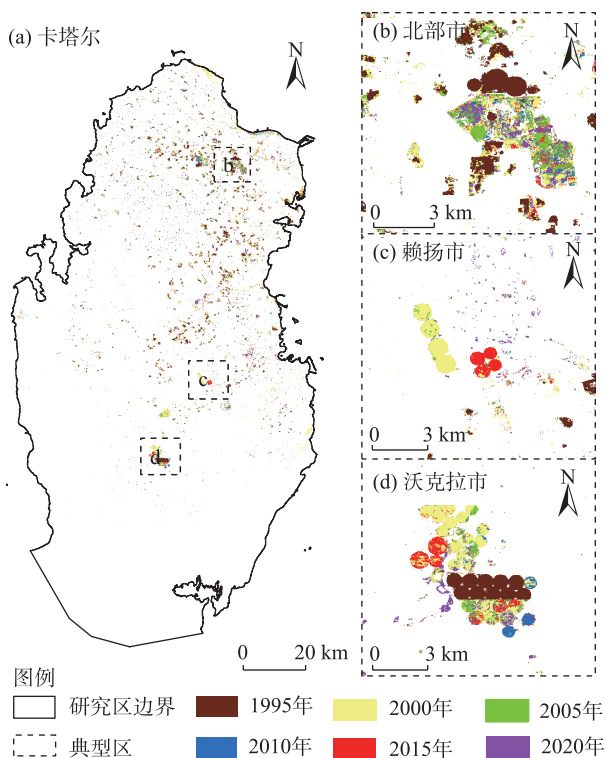 (a) 卡塔尔
N
b
c
d
0 20 km
(b) 北部市
N
0 3 km
(c) 赖扬市
N
0 3 km
(d) 沃克拉市
N
0 3 km
图例
研究区边界 1995年 2000年 2005年
典型区 2010年 2015年 2020年